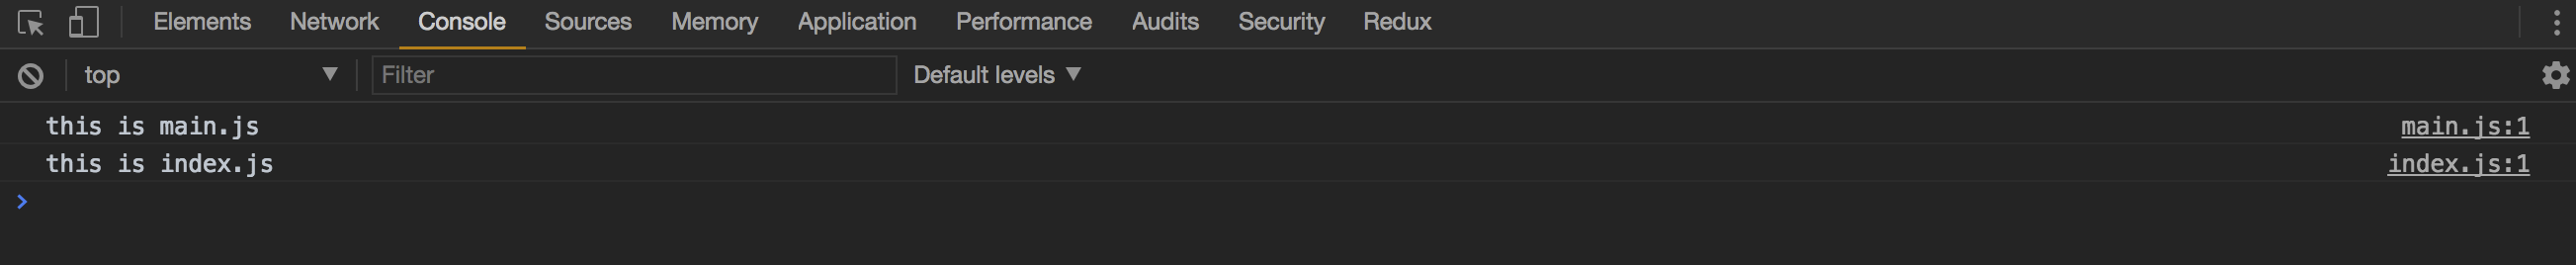 Elements Network Console Sources Memory Application Performance Audits Security Redux
top Filter Default levels
this is main.js main.js:1
this is index.js index.js:1